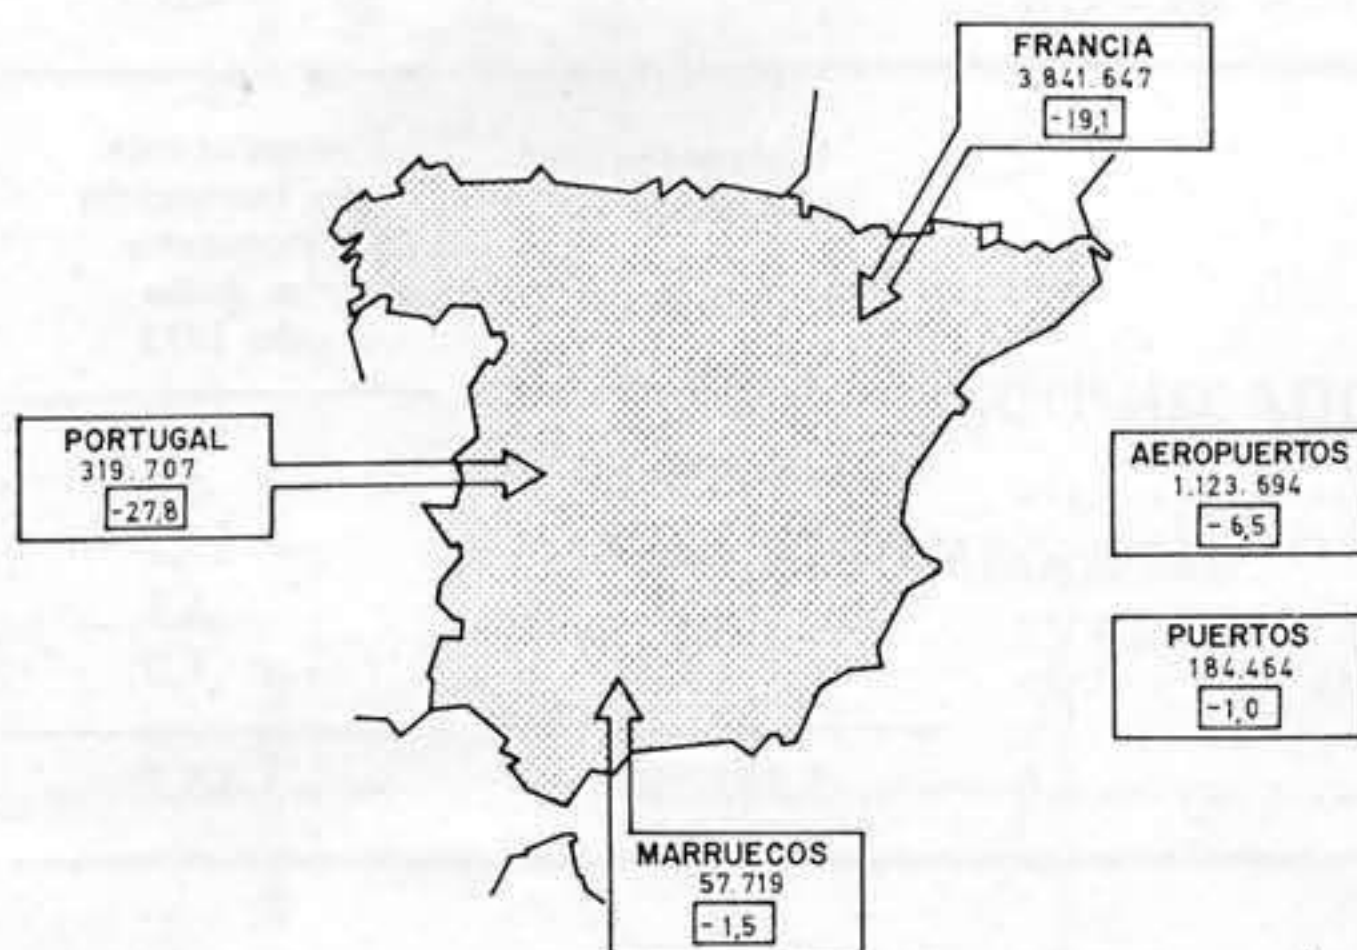 FRANCIA
3.841.647
-19,1
PORTUGAL
319.707
-27,8
AEROPUERTOS
1.123.694
-6,5
PUERTOS
184.464
-1,0
MARRUECOS
57.719
-1,5